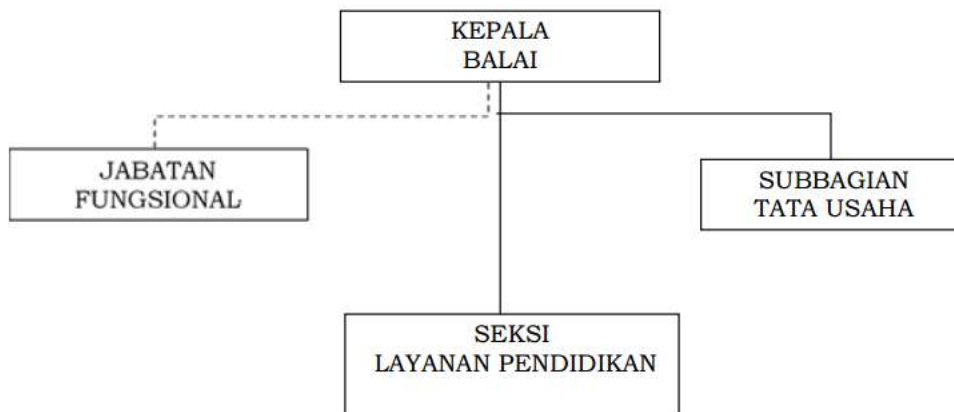 KEPALA
BALAI
JABATAN
FUNGSIONAL
SUBBAGIAN
TATA USAHA
SEKSI
LAYANAN PENDIDIKAN